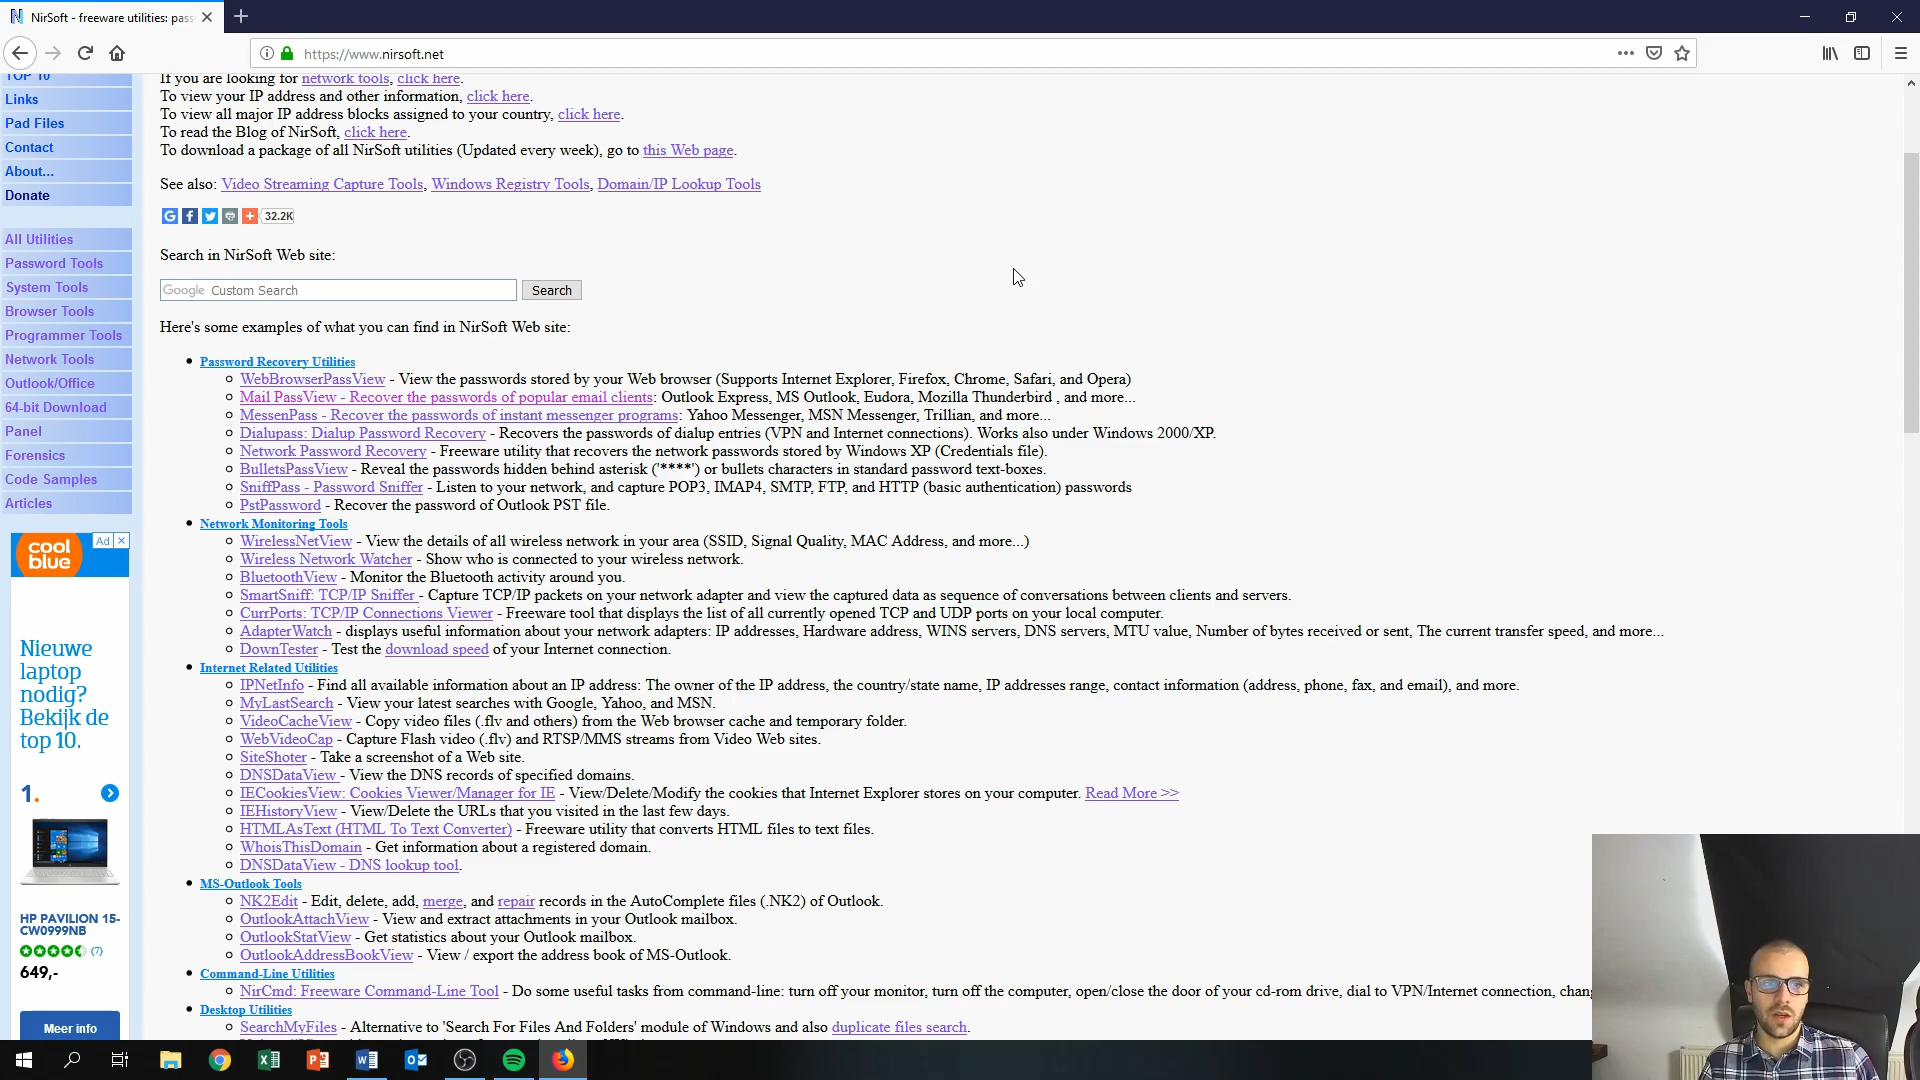 NirSoft - freeware utilities: pass
https://www.nirsoft.net
TOP 10
Links
Pad Files
Contact
About...
Donate
All Utilities
Password Tools
System Tools
Browser Tools
Programmer Tools
Network Tools
Outlook/Office
64-bit Download
Panel
Forensics
Code Samples
Articles
Ad
cool
blue
Nieuwe
laptop
nodig?
Bekijk de
top 10.
1.
HP PAVILION 15-
CW0999NB
(7)
649,-
Meer info
If you are looking for network tools, click here.
To view your IP address and other information, click here.
To view all major IP address blocks assigned to your country, click here.
To read the Blog of NirSoft, click here.
To download a package of all NirSoft utilities (Updated every week), go to this Web page.
See also: Video Streaming Capture Tools, Windows Registry Tools, Domain/IP Lookup Tools
32.2K
Search in NirSoft Web site:
Google Custom Search
Search
Here's some examples of what you can find in NirSoft Web site:
Password Recovery Utilities
WebBrowserPassView - View the passwords stored by your Web browser (Supports Internet Explorer, Firefox, Chrome, Safari, and Opera)
Mail PassView - Recover the passwords of popular email clients: Outlook Express, MS Outlook, Eudora, Mozilla Thunderbird , and more...
MessenPass - Recover the passwords of instant messenger programs: Yahoo Messenger, MSN Messenger, Trillian, and more...
Dialupass: Dialup Password Recovery - Recovers the passwords of dialup entries (VPN and Internet connections). Works also under Windows 2000/XP.
Network Password Recovery - Freeware utility that recovers the network passwords stored by Windows XP (Credentials file).
BulletsPassView - Reveal the passwords hidden behind asterisk ('****') or bullets characters in standard password text-boxes.
SniffPass - Password Sniffer - Listen to your network, and capture POP3, IMAP4, SMTP, FTP, and HTTP (basic authentication) passwords
PstPassword - Recover the password of Outlook PST file.
Network Monitoring Tools
WirelessNetView - View the details of all wireless network in your area (SSID, Signal Quality, MAC Address, and more...)
Wireless Network Watcher - Show who is connected to your wireless network.
BluetoothView - Monitor the Bluetooth activity around you.
SmartSniff: TCP/IP Sniffer - Capture TCP/IP packets on your network adapter and view the captured data as sequence of conversations between clients and servers.
CurrPorts: TCP/IP Connections Viewer - Freeware tool that displays the list of all currently opened TCP and UDP ports on your local computer.
AdapterWatch - displays useful information about your network adapters: IP addresses, Hardware address, WINS servers, DNS servers, MTU value, Number of bytes received or sent, The current transfer speed, and more...
DownTester - Test the download speed of your Internet connection.
Internet Related Utilities
IPNetInfo - Find all available information about an IP address: The owner of the IP address, the country/state name, IP addresses range, contact information (address, phone, fax, and email), and more.
MyLastSearch - View your latest searches with Google, Yahoo, and MSN.
VideoCacheView - Copy video files (.flv and others) from the Web browser cache and temporary folder.
WebVideoCap - Capture Flash video (.flv) and RTSP/MMS streams from Video Web sites.
SiteShoter - Take a screenshot of a Web site.
DNSDataView - View the DNS records of specified domains.
IECookiesView: Cookies Viewer/Manager for IE - View/Delete/Modify the cookies that Internet Explorer stores on your computer. Read More >>
IEHistoryView - View/Delete the URLs that you visited in the last few days.
HTMLAsText (HTML To Text Converter) - Freeware utility that converts HTML files to text files.
WhoisThisDomain - Get information about a registered domain.
DNSDataView - DNS lookup tool.
MS-Outlook Tools
NK2Edit - Edit, delete, add, merge, and repair records in the AutoComplete files (.NK2) of Outlook.
OutlookAttachView - View and extract attachments in your Outlook mailbox.
OutlookStatView - Get statistics about your Outlook mailbox.
OutlookAddressBookView - View / export the address book of MS-Outlook.
Command-Line Utilities
NirCmd: Freeware Command-Line Tool - Do some useful tasks from command-line: turn off your monitor, turn off the computer, open/close the door of your cd-rom drive, dial to VPN/Internet connection, chang
Desktop Utilities
SearchMyFiles - Alternative to 'Search For Files And Folders' module of Windows and also duplicate files search.